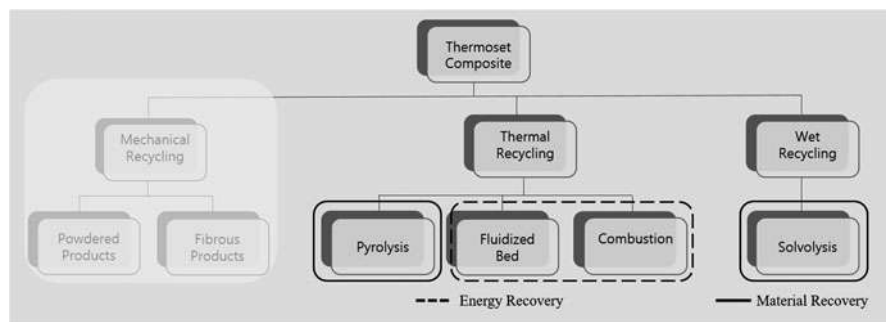 Thermoset
Composite
Mechanical
Recycling
Thermal
Recycling
Wet
Recycling
Powdered
Products
Fibrous
Products
Pyrolysis
Fluidized
Bed
Combustion
Solvolysis
Energy Recovery
Material Recovery